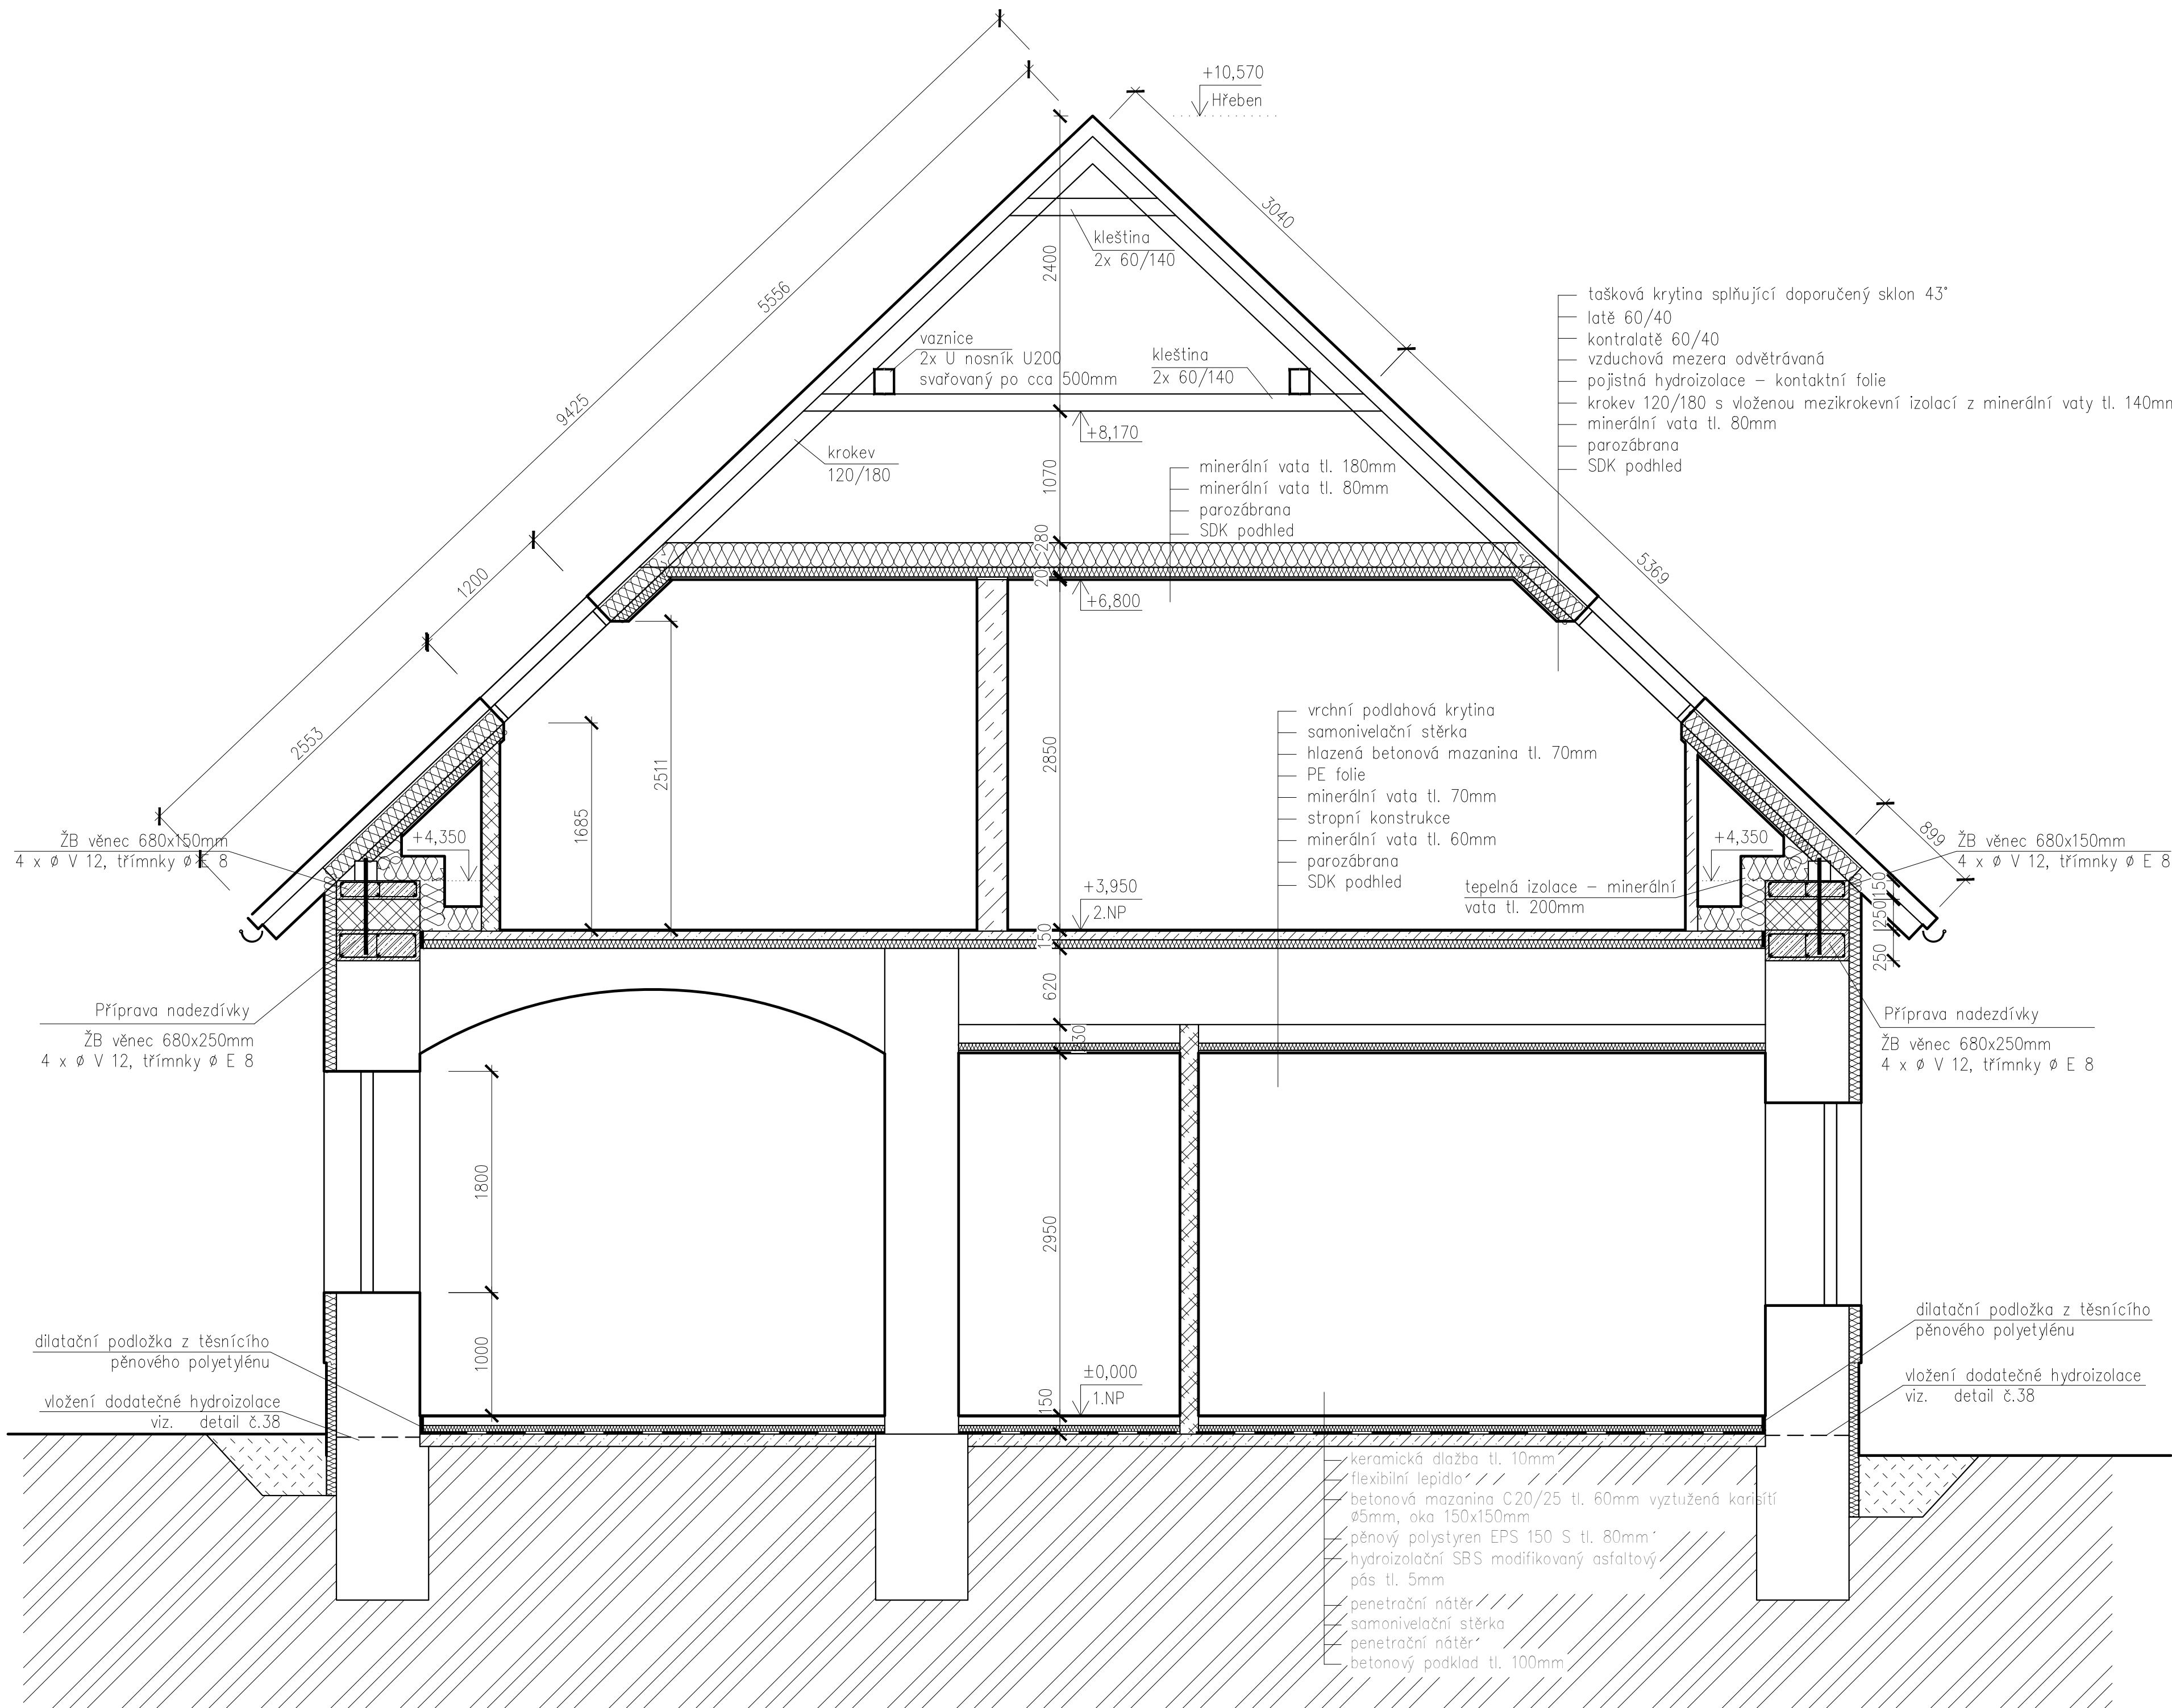 +10,570
Hřeben
3040
kleština
2x 60/140
2400
5556
vaznice
2x U nosník U200
svařovaný po cca 500mm
kleština
2x 60/140
tašková krytina splňující doporučený sklon 43°
latě 60/40
kontralatě 60/40
vzduchová mezera odvětrávaná
pojistná hydroizolace – kontaktní folie
krokev 120/180 s vloženou mezikrokevní izolací z minerální vaty tl. 140mm
minerální vata tl. 80mm
parozábrana
SDK podhled
9425
+8,170
krokev
120/180
1070
minerální vata tl. 180mm
minerální vata tl. 80mm
parozábrana
SDK podhled
280
20
+6,800
5369
1200
2553
2511
1685
2850
vrchní podlahová krytina
samonivelační stěrka
hlazená betonová mazanina tl. 70mm
PE folie
minerální vata tl. 70mm
stropní konstrukce
minerální vata tl. 60mm
parozábrana
SDK podhled
ŽB věnec 680x150mm
4 x ø V 12, třímnky ø E 8
+4,350
+4,350
899
ŽB věnec 680x150mm
4 x ø V 12, třímnky ø E 8
tepelná izolace – minerální
vata tl. 200mm
+3,950
2.NP
150
250
250
150
620
330
Příprava nadezdívky
ŽB věnec 680x250mm
4 x ø V 12, třímnky ø E 8
Příprava nadezdívky
ŽB věnec 680x250mm
4 x ø V 12, třímnky ø E 8
1800
2950
1000
dilatační podložka z těsnícího
pěnového polyetylénu
vložení dodatečné hydroizolace
viz. detail č.38
±0,000
1.NP
150
dilatační podložka z těsnícího
pěnového polyetylénu
vložení dodatečné hydroizolace
viz. detail č.38
keramická dlažba tl. 10mm
flexibilní lepidlo
betonová mazanina C20/25 tl. 60mm vyztužená karisítí
ø5mm, oka 150x150mm
pěnový polystyren EPS 150 S tl. 80mm
hydroizolační SBS modifikovaný asfaltový
pás tl. 5mm
penetrační nátěr
samonivelační stěrka
penetrační nátěr
betonový podklad tl. 100mm